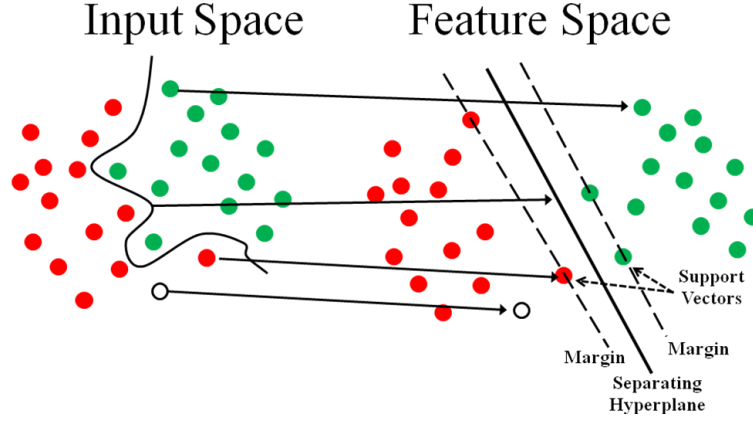 Input Space
Feature Space
Support
Vectors
Margin
Margin
Separating
Hyperplane